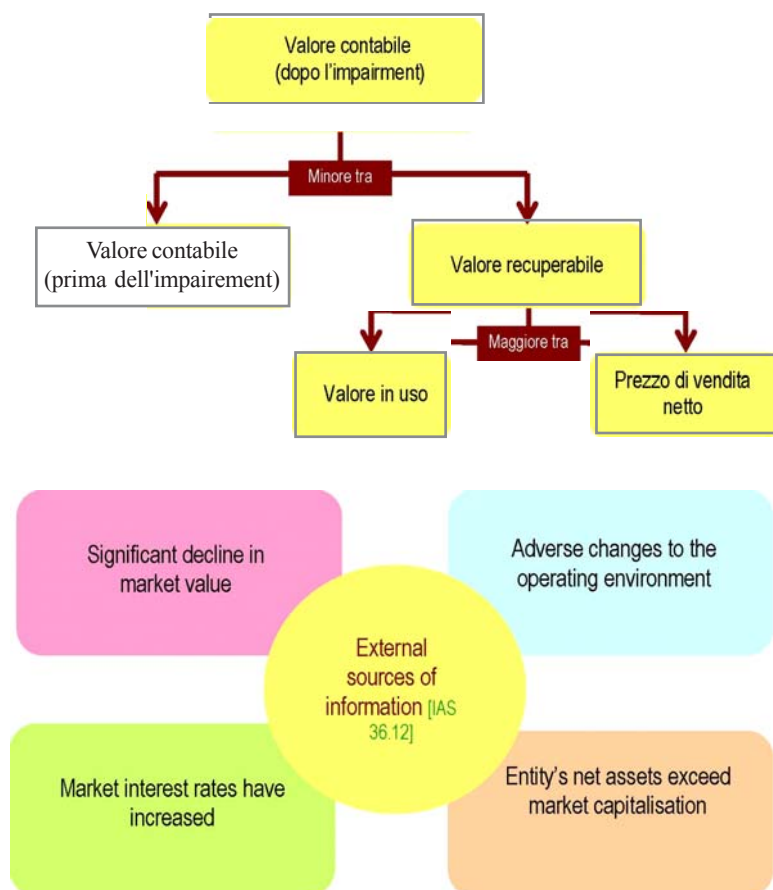 Valore contabile
(dopo l'impairment)
Minore tra
Valore contabile
(prima dell'impairement)
Valore recuperabile
Maggiore tra
Valore in uso
Prezzo di vendita
netto
Significant decline in
market value
Adverse changes to the
operating environment
External
sources of
information [IAS
36.12]
Market interest rates have
increased
Entity's net assets exceed
market capitalisation